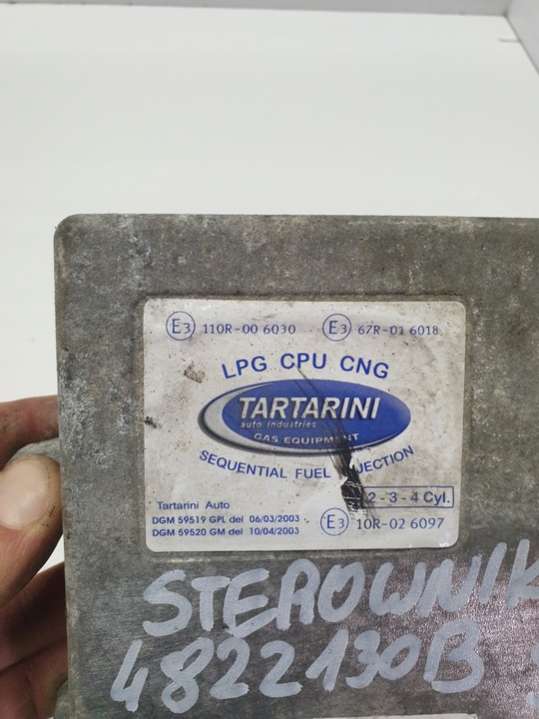 E3 110R-00 6030 E3 67R-01 6018
LPG CPU CNG
TARTARINI
auto industries
GAS EQUIPMENT
SEQUENTIAL FUEL
2 - 3 - 4 Cyl.
Tartarini Auto
DGM 59519 GPL del 06/03/2003
DGM 59520 GM del 10/04/2003
E3 10R-02 6097
STEROWNIK
4822130B